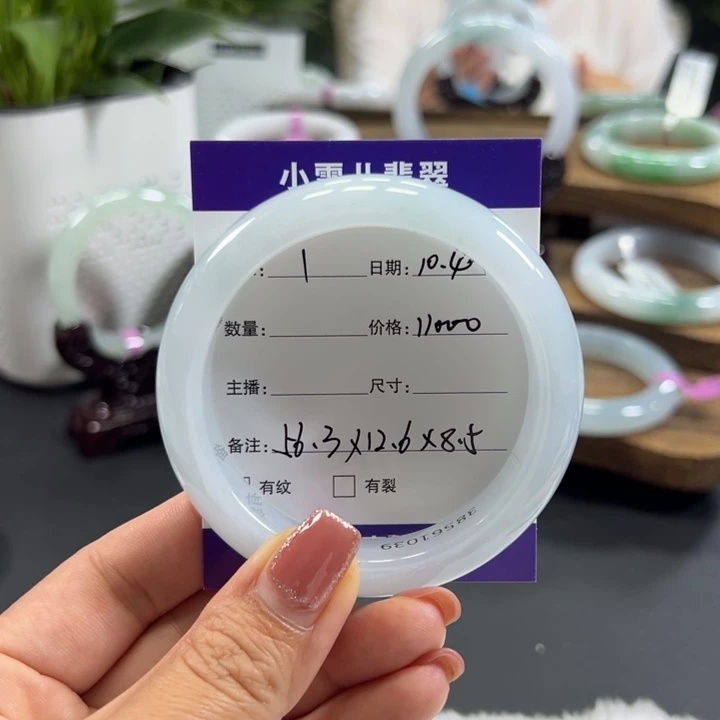 小雪儿翡翠
: 1 日期: 10.4
数量: 价格: 11000
主播: 尺寸:
备注: 56.3×12.6×8.5
有纹 □ 有裂
38561039